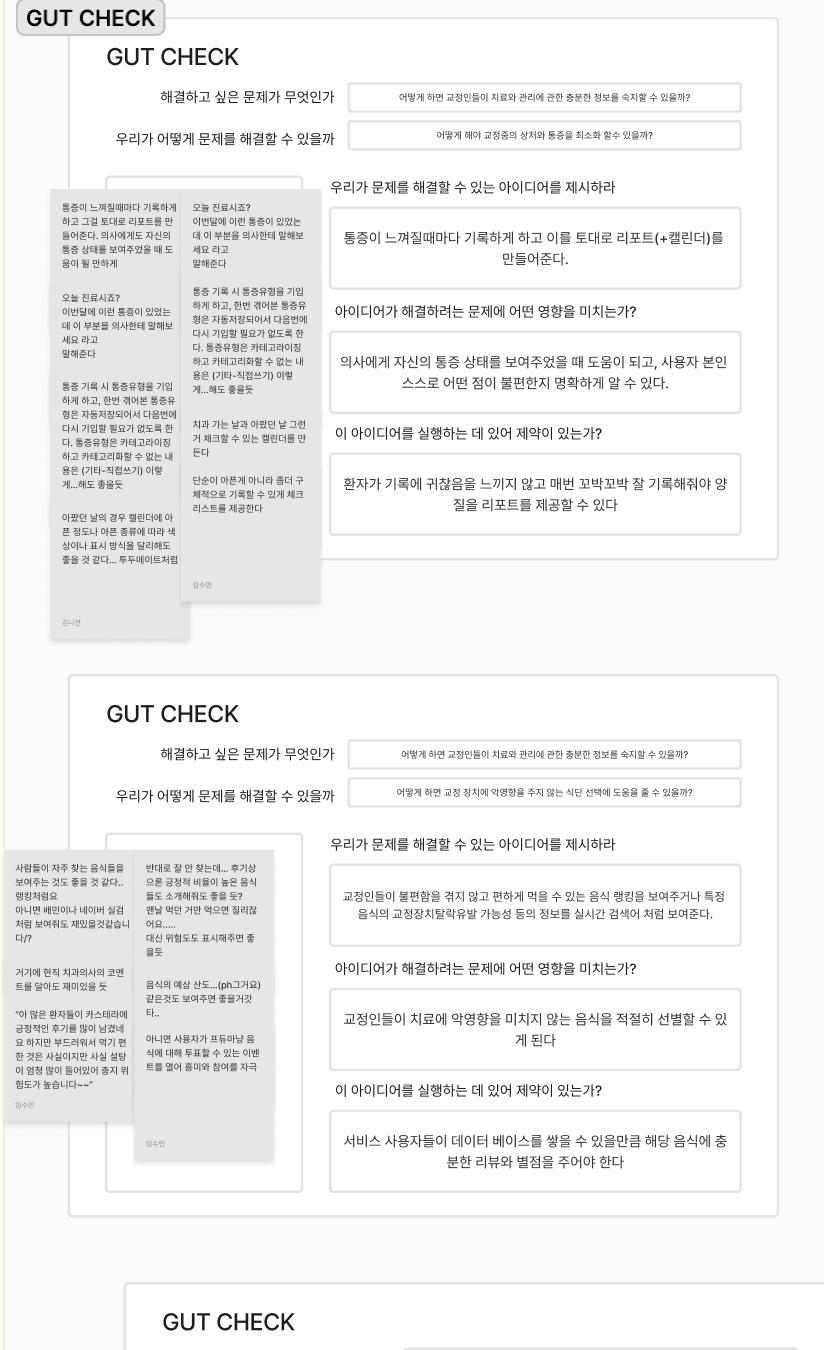 GUT CHECK
GUT CHECK
해결하고 싶은 문제가 무엇인가
어떻게 하면 교정인들이 치료와 관리에 관한 충분한 정보를 숙지할 수 있을까?
우리가 어떻게 문제를 해결할 수 있을까
어떻게 해야 교정중의 상처와 통증을 최소화 할수 있을까?
통증이 느껴질때마다 기록하게
하고 그걸 토대로 리포트를 만
들어준다. 의사에게도 자신의
통증 상태를 보여주었을 때 도
움이 될 만하게
오늘 진료시죠?
이번달에 이런 통증이 있었는
데 이 부분을 의사한테 말해보
세요 라고
말해준다
통증 기록 시 통증유형을 기입
하게 하고, 한번 겪어본 통증유
형은 자동저장되어서 다음번에
다시 기입할 필요가 없도록 한
다. 통증유형은 카테고라이징
하고 카테고리화할 수 없는 내
용은 (기타-직접쓰기) 이렇
게...해도 좋을듯
아팠던 날의 경우 캘린더에 아
픈 정도나 아픈 종류에 따라 색
상이나 표시 방식을 달리해도
좋을 것 같다... 투두메이트처럼
오늘 진료시죠?
이번달에 이런 통증이 있었는
데 이 부분을 의사한테 말해보
세요 라고
말해준다
통증 기록 시 통증유형을 기입
하게 하고, 한번 겪어본 통증유
형은 자동저장되어서 다음번에
다시 기입할 필요가 없도록 한
다. 통증유형은 카테고라이징
하고 카테고리화할 수 없는 내
용은 (기타-직접쓰기) 이렇
게...해도 좋을듯
치과 가는 날과 아팠던 날 그런
거 체크할 수 있는 캘린더를 만
든다
단순이 아픈게 아니라 좀더 구
체적으로 기록할 수 있게 체크
리스트를 제공한다
임수민
우리가 문제를 해결할 수 있는 아이디어를 제시하라
통증이 느껴질때마다 기록하게 하고 이를 토대로 리포트(+캘린더)를
만들어준다.
아이디어가 해결하려는 문제에 어떤 영향을 미치는가?
의사에게 자신의 통증 상태를 보여주었을 때 도움이 되고, 사용자 본인
스스로 어떤 점이 불편한지 명확하게 알 수 있다.
이 아이디어를 실행하는 데 있어 제약이 있는가?
환자가 기록에 귀찮음을 느끼지 않고 매번 꼬박꼬박 잘 기록해줘야 양
질을 리포트를 제공할 수 있다
GUT CHECK
해결하고 싶은 문제가 무엇인가
어떻게 하면 교정인들이 치료와 관리에 관한 충분한 정보를 숙지할 수 있을까?
우리가 어떻게 문제를 해결할 수 있을까
어떻게 하면 교정 장치에 악영향을 주지 않는 식단 선택에 도움을 줄 수 있을까?
사람들이 자주 찾는 음식들을
보여주는 것도 좋을 것 같다..
랭킹처럼요
아니면 배민이나 네이버 실검
처럼 보여줘도 재밌을것같습니
다/?
거기에 현직 치과의사의 코멘
트를 달아도 재미있을 듯
“아 많은 환자들이 카스테라에
긍정적인 후기를 많이 남겼네
요 하지만 부드러워서 먹기 편
한 것은 사실이지만 사실 설탕
이 엄청 많이 들어있어 충지 위
험도가 높습니다~~”
임수민
반대로 잘 안 찾는데... 후기상
으론 긍정적 비율이 높은 음식
들도 소개해줘도 좋을 듯?
맨날 먹던 거만 먹으면 질리잖
어요.....
대신 위험도도 표시해주면 좋
을듯
음식의 예상 산도...(ph그거요)
같은것도 보여주면 좋을거갓
타..
아니면 사용자가 프듀마냥 음
식에 대해 투표할 수 있는 이벤
트를 열어 흥미와 참여를 자극
임수민
우리가 문제를 해결할 수 있는 아이디어를 제시하라
교정인들이 불편함을 겪지 않고 편하게 먹을 수 있는 음식 랭킹을 보여주거나 특정
음식의 교정장치탈락유발 가능성 등의 정보를 실시간 검색어 처럼 보여준다.
아이디어가 해결하려는 문제에 어떤 영향을 미치는가?
교정인들이 치료에 악영향을 미치지 않는 음식을 적절히 선별할 수 있
게 된다
이 아이디어를 실행하는 데 있어 제약이 있는가?
서비스 사용자들이 데이터 베이스를 쌓을 수 있을만큼 해당 음식에 충
분한 리뷰와 별점을 주어야 한다
GUT CHECK